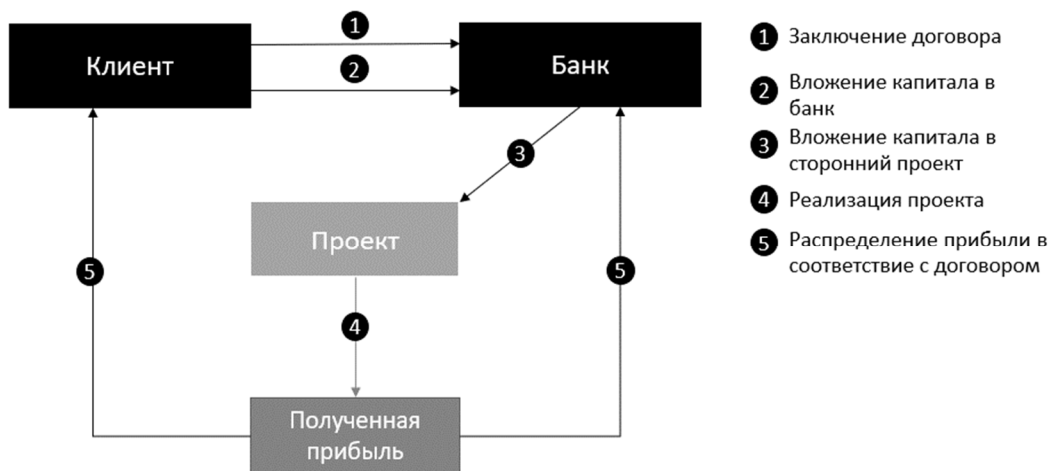 1
Клиент
Банк
2
3
Проект
5
5
4
Полученная
прибыль
1 Заключение договора
2 Вложение капитала в
банк
3 Вложение капитала в
сторонний проект
4 Реализация проекта
5 Распределение прибыли в
соответствие с договором